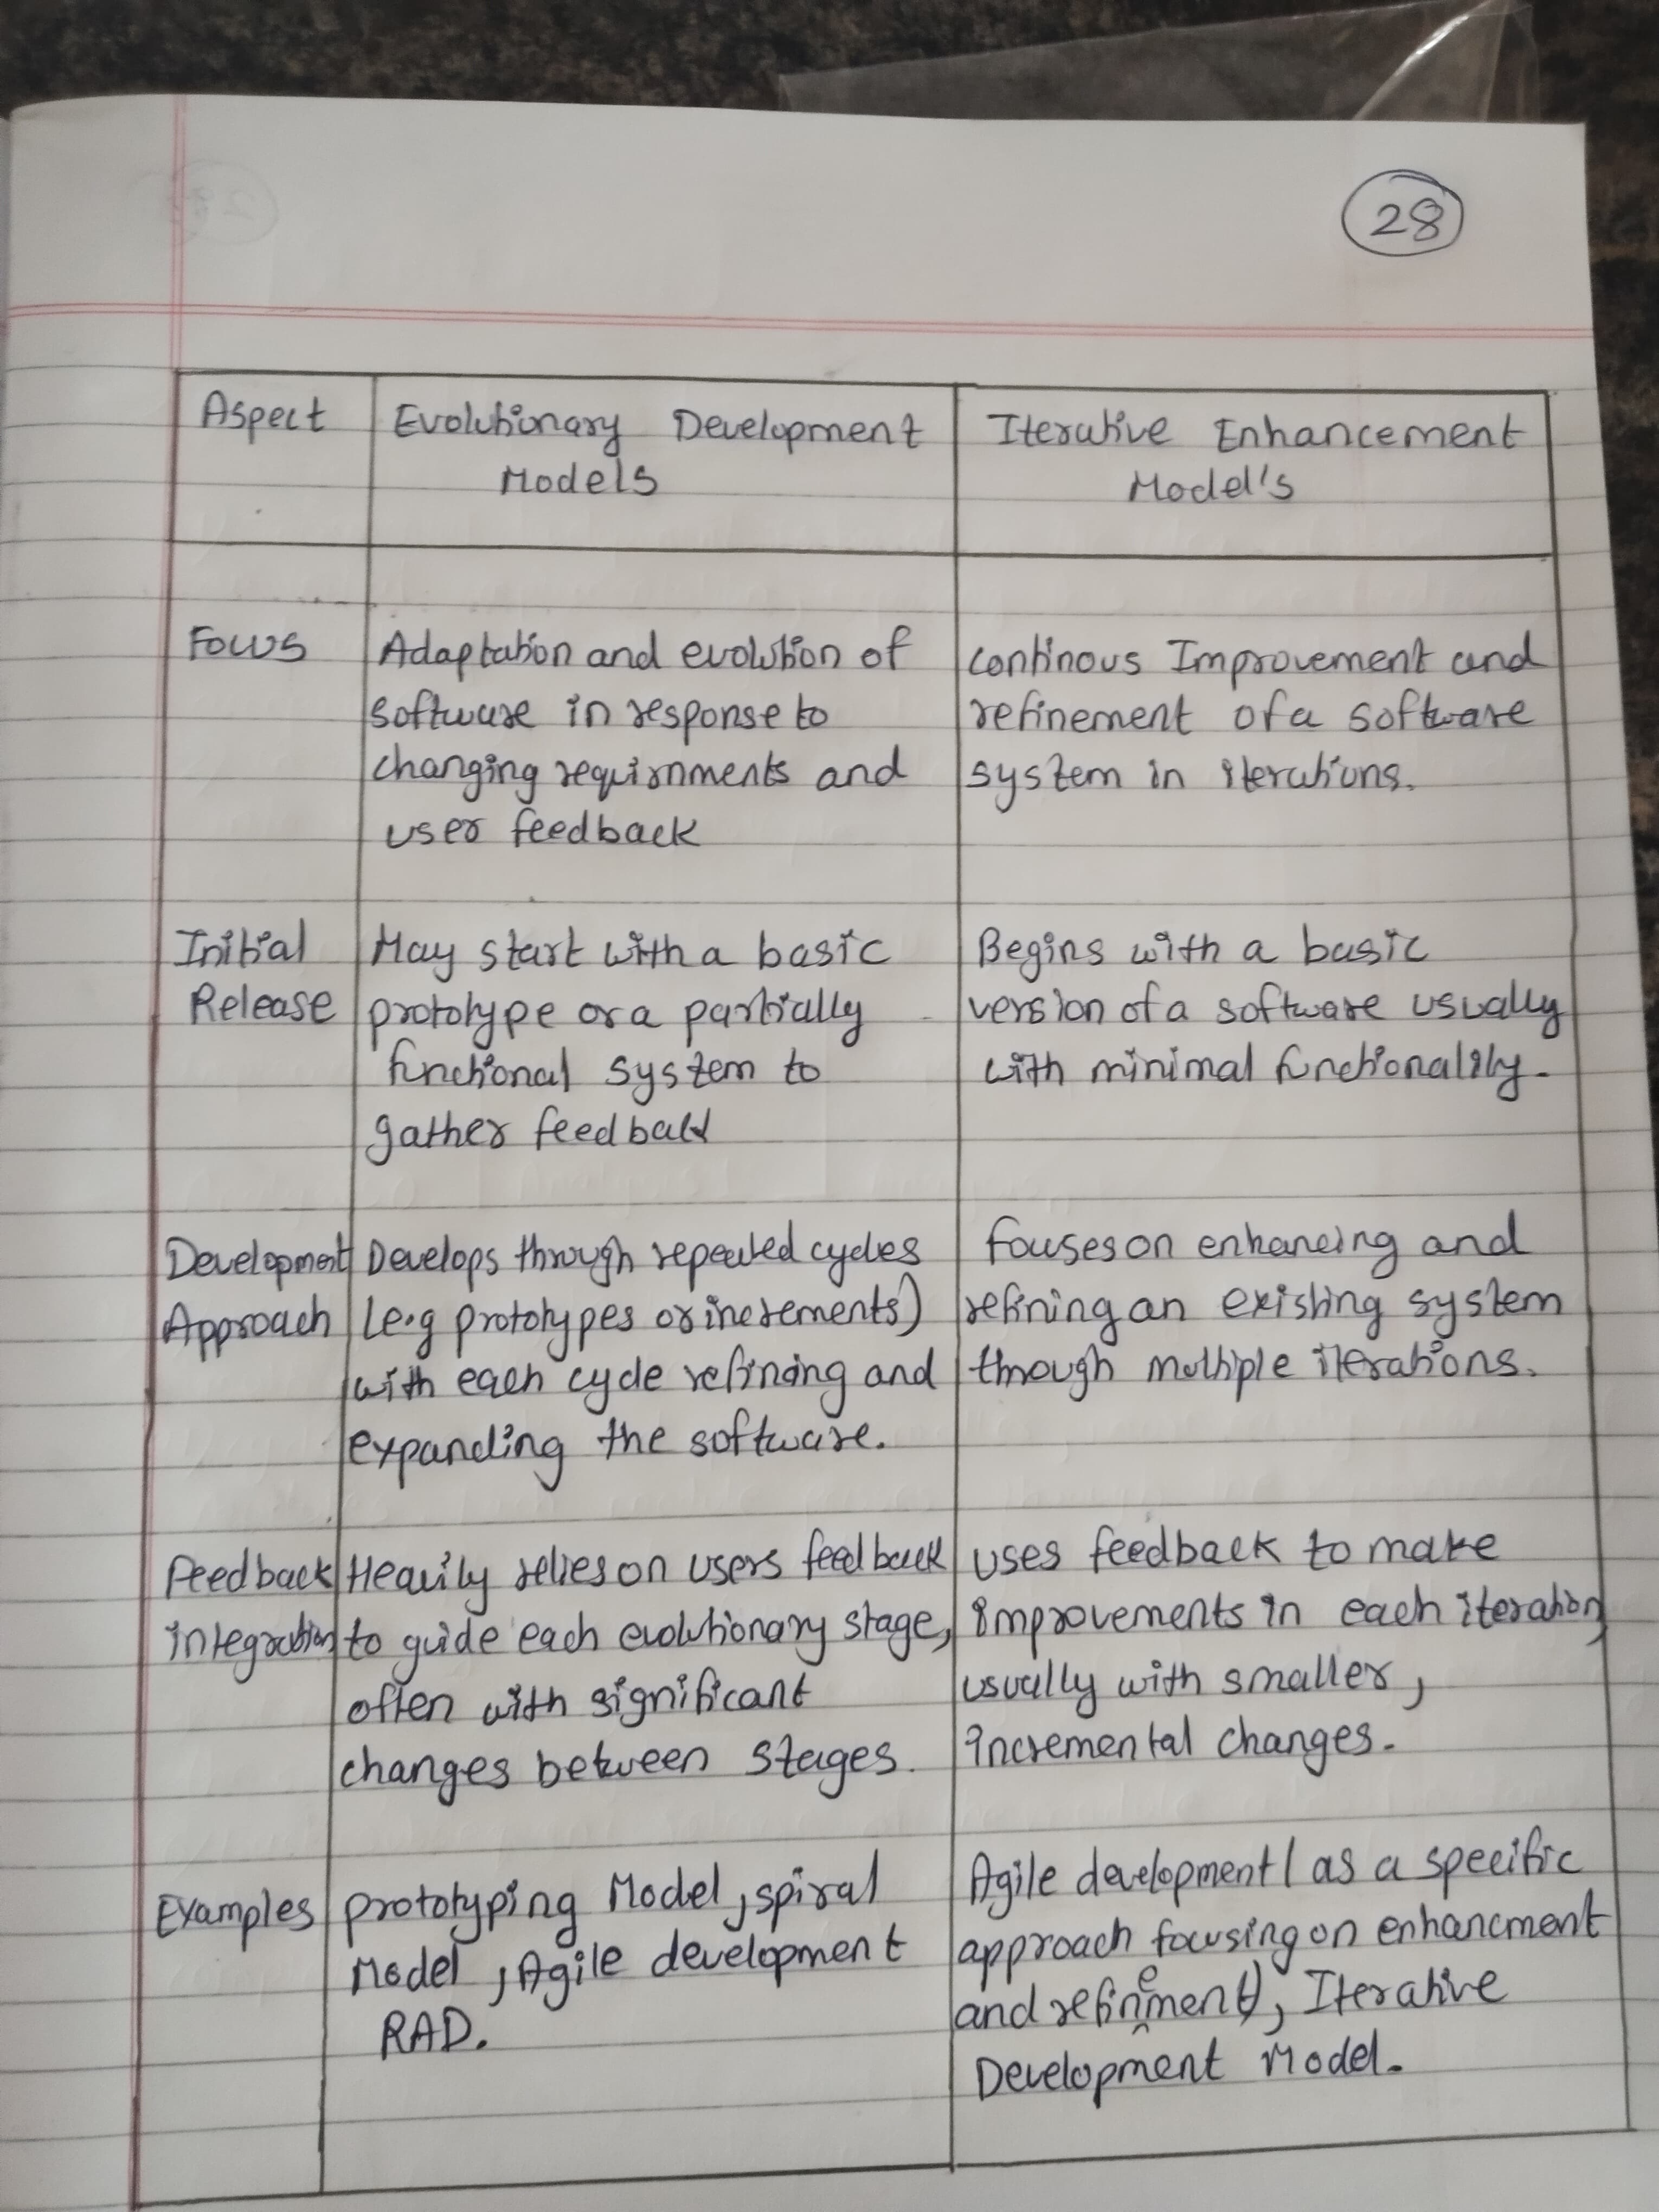 28
Aspect
Evolutionary Development
Models
Iterative Enhancement
Model's
Focus
Adaptation and evolution of
software in response to
changing requirnments and
user feedback
continous Improvement and
refinement of a software
system in iterations.
Initial
Release
May start with a basic
prototype or a partially
functional system to
gather feedback
Begins with a basic
version of a software usually
with minimal functionality.
Development
Approach
Develops through repeated cycles
(e.g prototypes or increments)
with each cycle refining and
expanding the software.
fouses on enhancing and
refining an existing system
through multiple iterations.
Feedback
integration
Heavily relies on users feedback
to guide each evolutionary stage,
often with significant
changes between stages.
uses feedback to make
improvements in each iteration,
usually with smaller,
incremental changes.
Examples
prototyping Model, spiral
Model, Agile development
RAD.
Agile development ( as a specific
approach focusing on enhancment
and refinement), Iterative
Development Model.